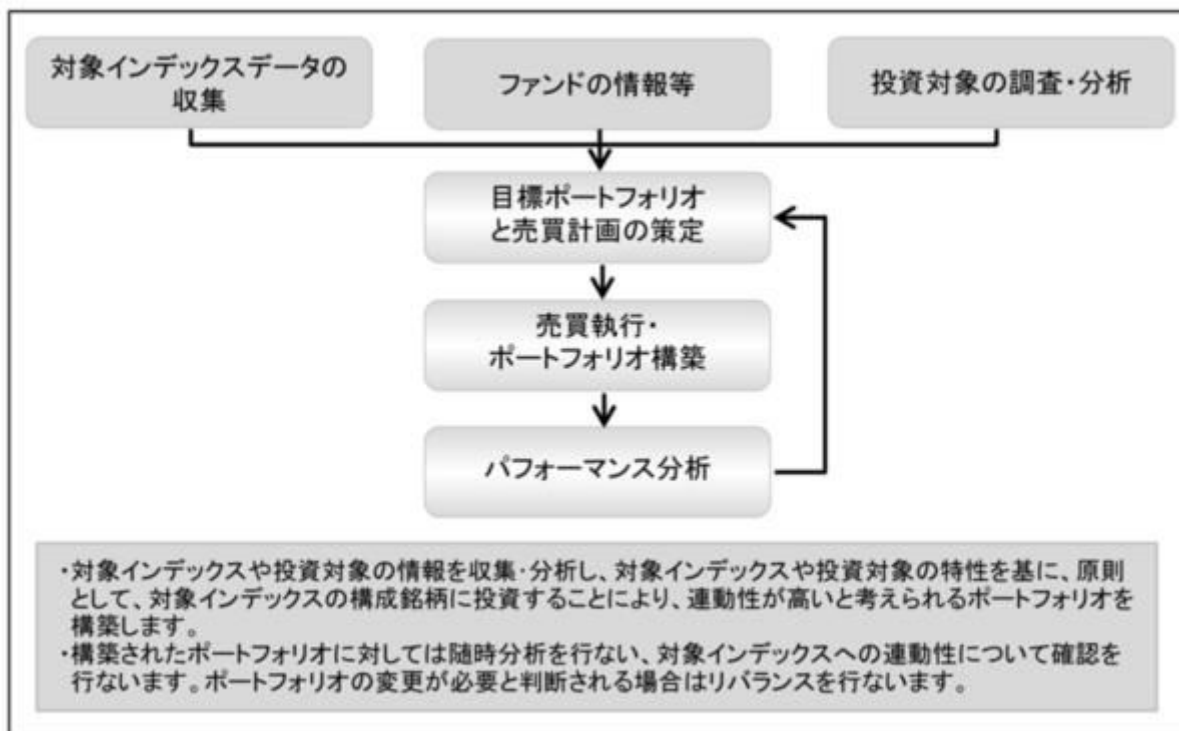 対象インデックスデータの
収集
ファンドの情報等
投資対象の調査・分析
目標ポートフォリオ
と売買計画の策定
売買執行・
ポートフォリオ構築
パフォーマンス分析
・対象インデックスや投資対象の情報を収集・分析し、対象インデックスや投資対象の特性を基に、原則
として、対象インデックスの構成銘柄に投資することにより、連動性が高いと考えられるポートフォリオを
構築します。
・構築されたポートフォリオに対しては随時分析を行ない、対象インデックスへの連動性について確認を
行ないます。ポートフォリオの変更が必要と判断される場合はリバランスを行ないます。